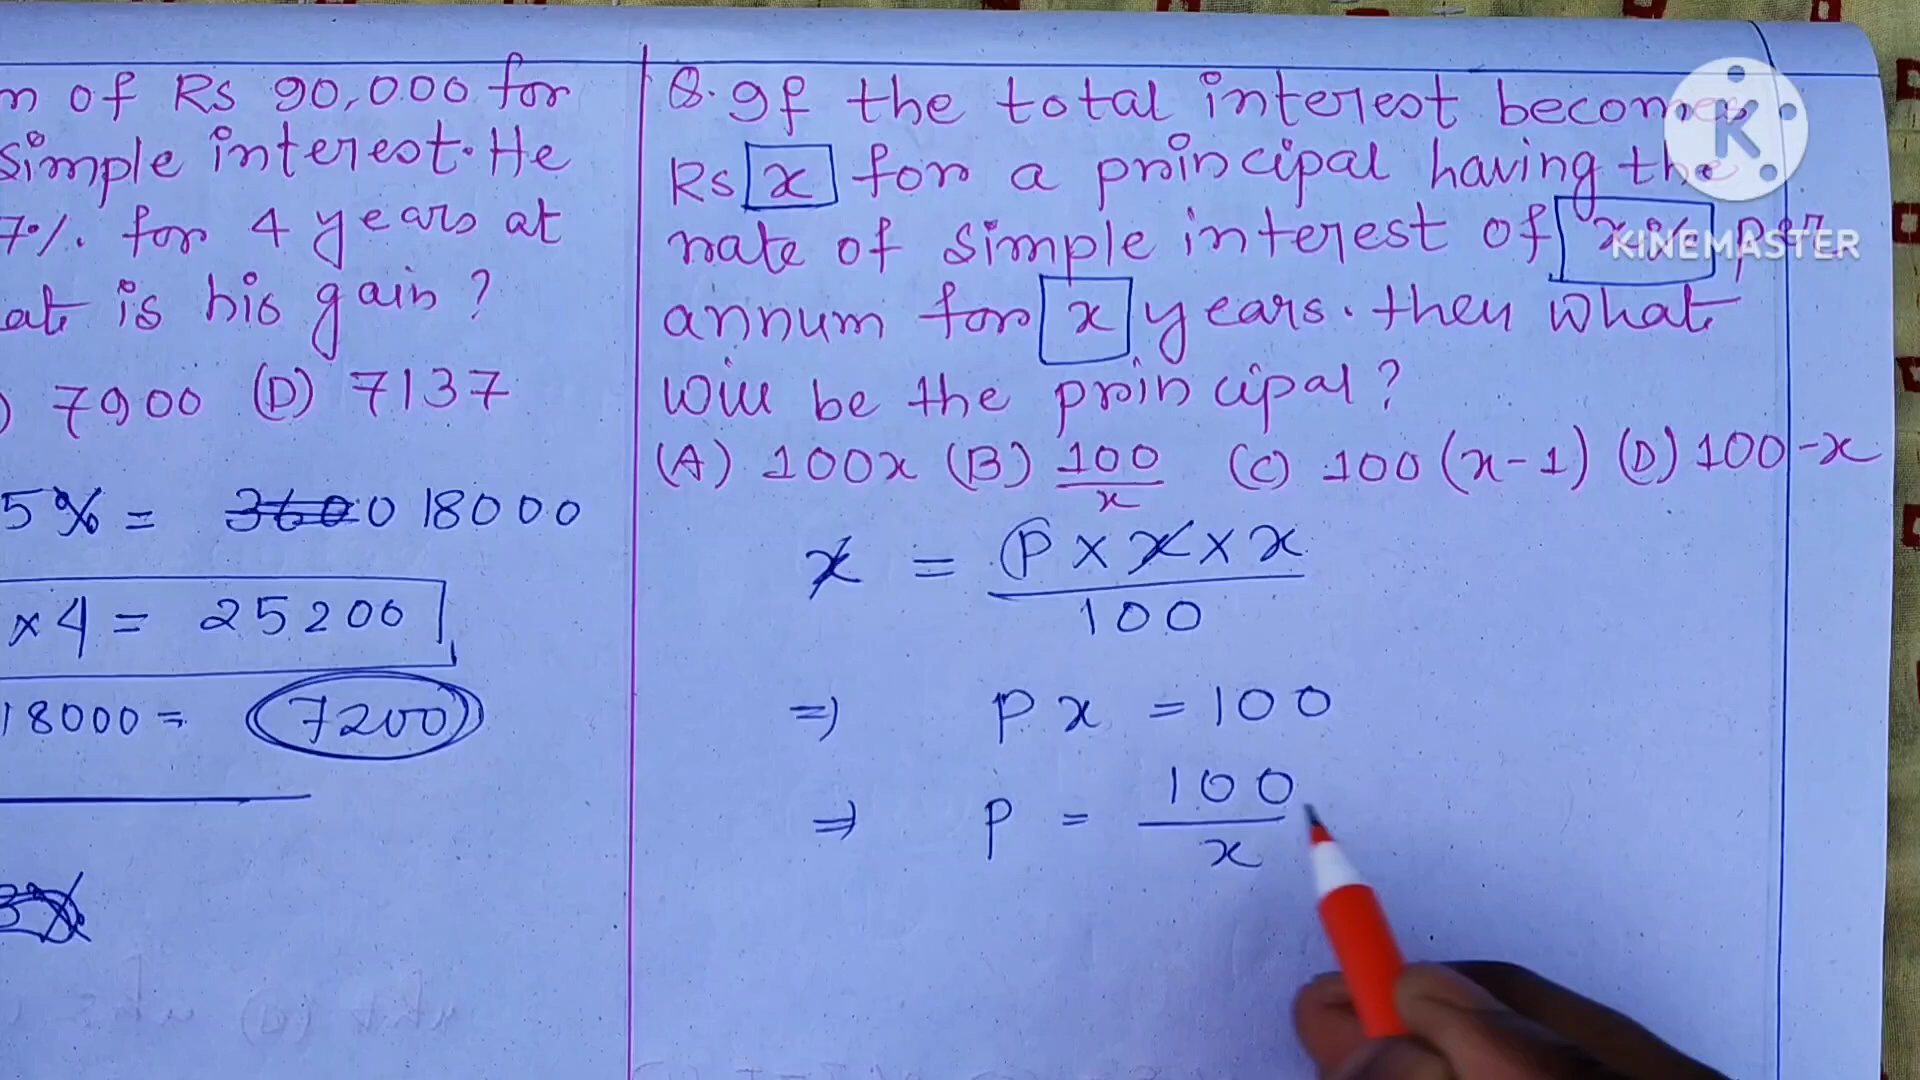 n of Rs 90,000 for
simple interest. He
7%. for 4 years at
at is his gain?
) 7900 (D) 7137
5% = 0 18000
x 4 = 25200
18000 = 7200
Q. If the total interest becomes
Rs x for a principal having the
rate of simple interest of x% per
annum for x years. then what
will be the principal?
(A) 100x (B) 100/x (C) 100(x-1) (D) 100-x
x = P × x × x / 100
⇒ Px = 100
⇒ P = 100 / x
K
KINEMASTER